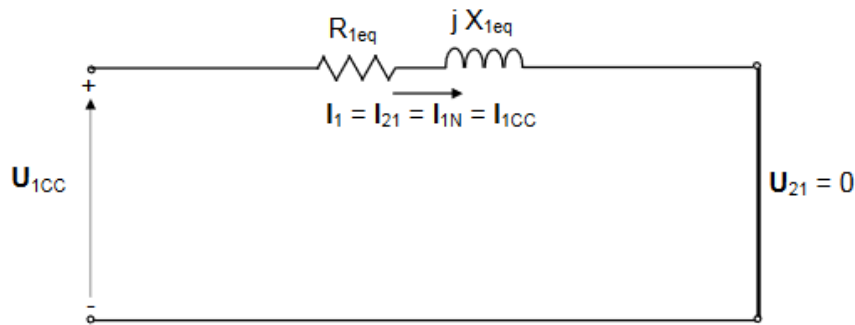 R1eq
j X1eq
+
I1 = I21 = I1N = I1CC
U1CC
U21 = 0
-